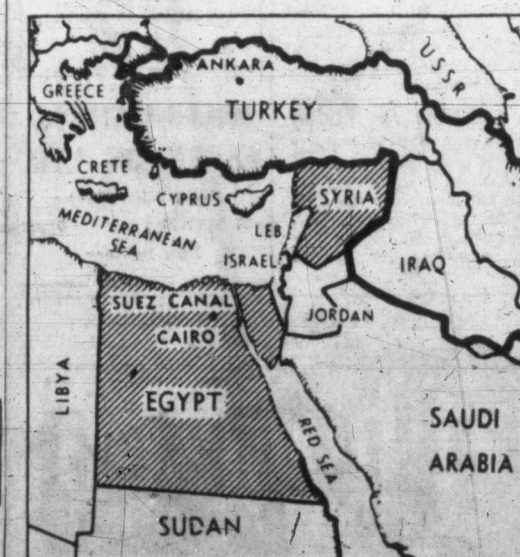 ANKARA
USSR
GREECE
TURKEY
CRETE
CYPRUS
SYRIA
MEDITERRANEAN
SEA
LEB
ISRAEL
IRAQ
SUEZ CANAL
JORDAN
CAIRO
LIBYA
EGYPT
RED SEA
SAUDI
ARABIA
SUDAN